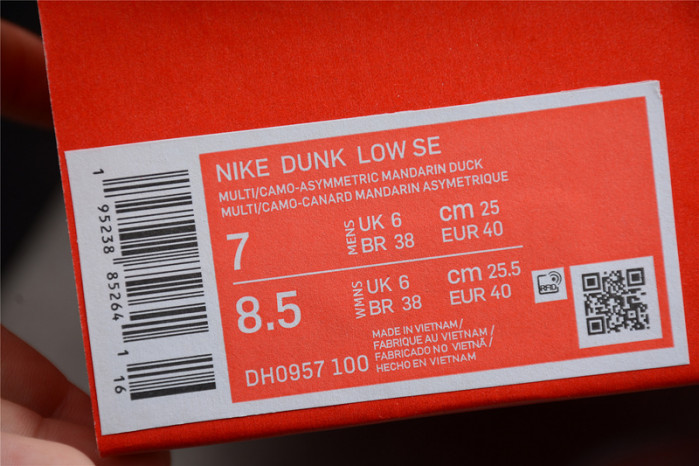 NIKE DUNK LOW SE
MULTI/CAMO-ASYMMETRIC MANDARIN DUCK
MULTI/CAMO-CANARD MANDARIN ASYMETRIQUE
7
MENS
UK 6
BR 38
cm 25
EUR 40
8.5
WMNS
UK 6
BR 38
cm 25.5
EUR 40
DH0957 100
MADE IN VIETNAM/
FABRIQUE AU VIETNAM/
FABRICADO NO VIETNÃ/
HECHO EN VIETNAM
1 95238 85264 1 16
RFID